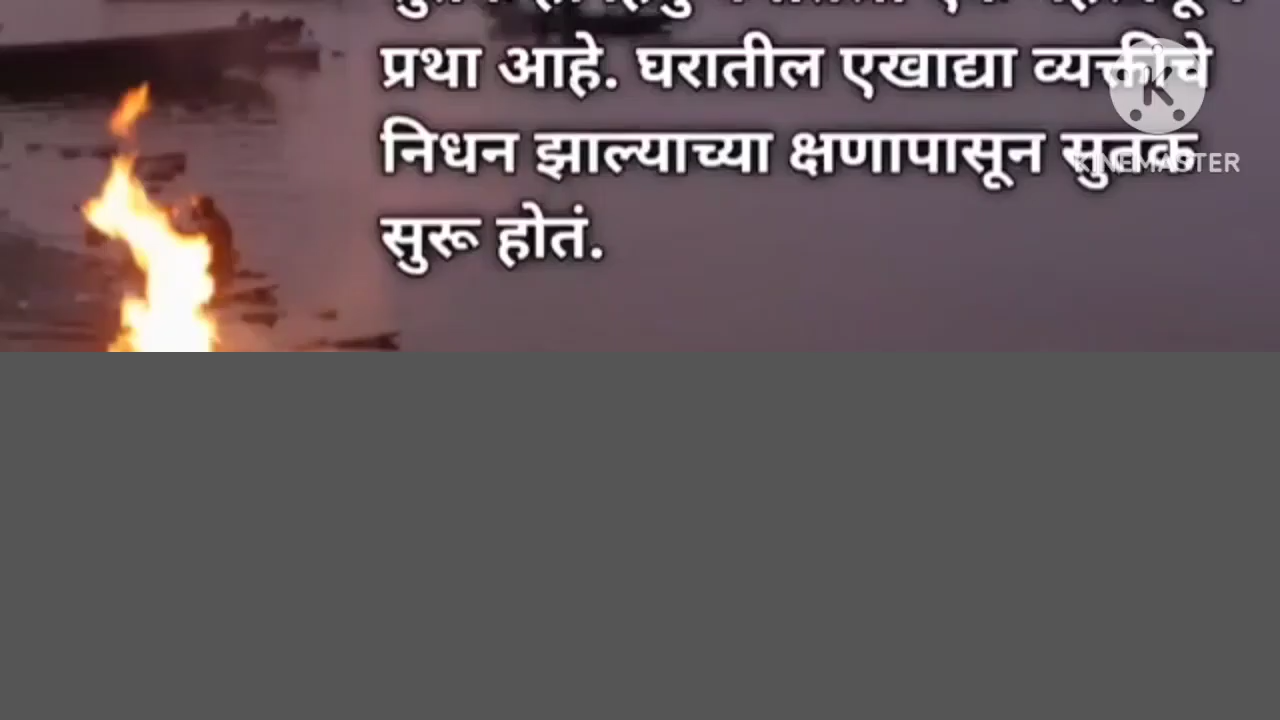 प्रथा आहे. घरातील एखाद्या व्यक्तीचे
निधन झाल्याच्या क्षणापासून सुतक
सुरू होतं.
KINEMASTER